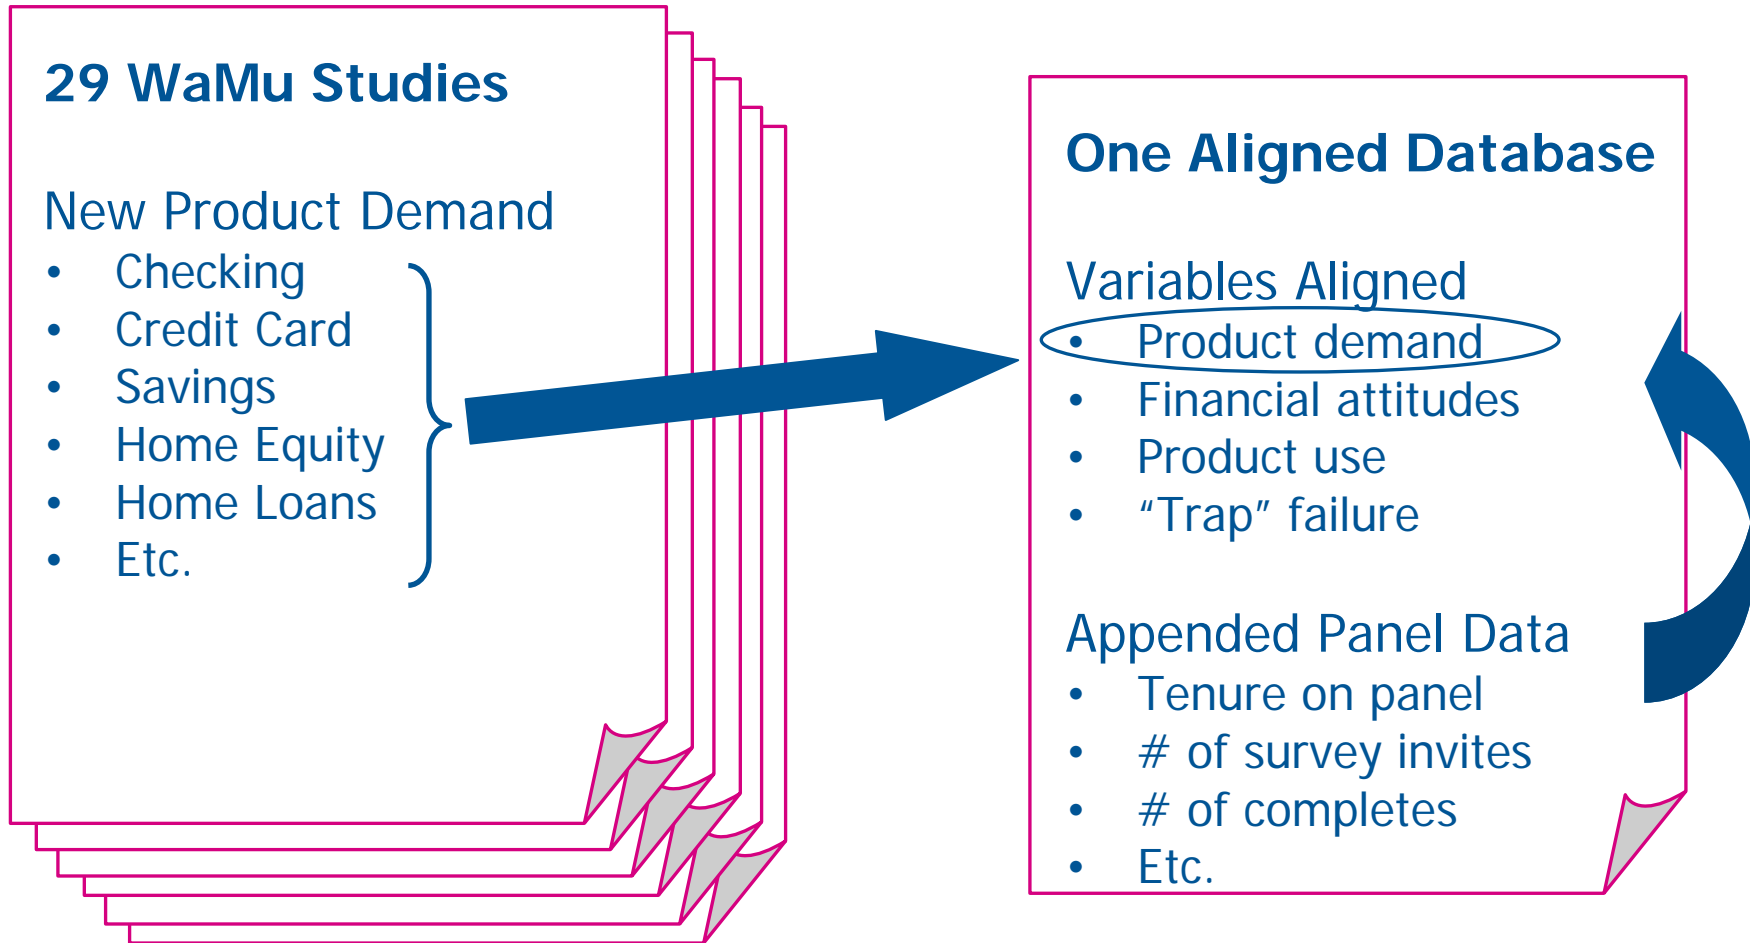 29 WaMu Studies
New Product Demand
• Checking
• Credit Card
• Savings
• Home Equity
• Home Loans
• Etc.
One Aligned Database
Variables Aligned
• Product demand
• Financial attitudes
• Product use
• “Trap” failure
Appended Panel Data
• Tenure on panel
• # of survey invites
• # of completes
• Etc.